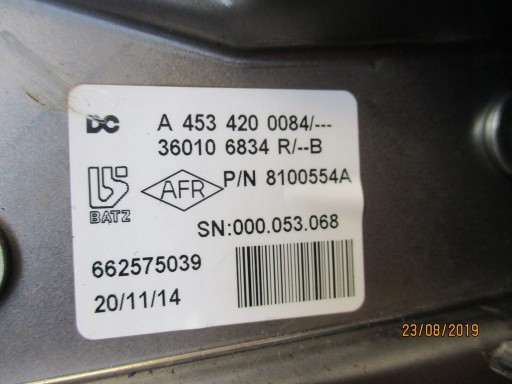 DC A 453 420 0084/---
36010 6834 R/--B
BATZ AFR P/N 8100554A
SN:000.053.068
662575039
20/11/14
23/08/2019